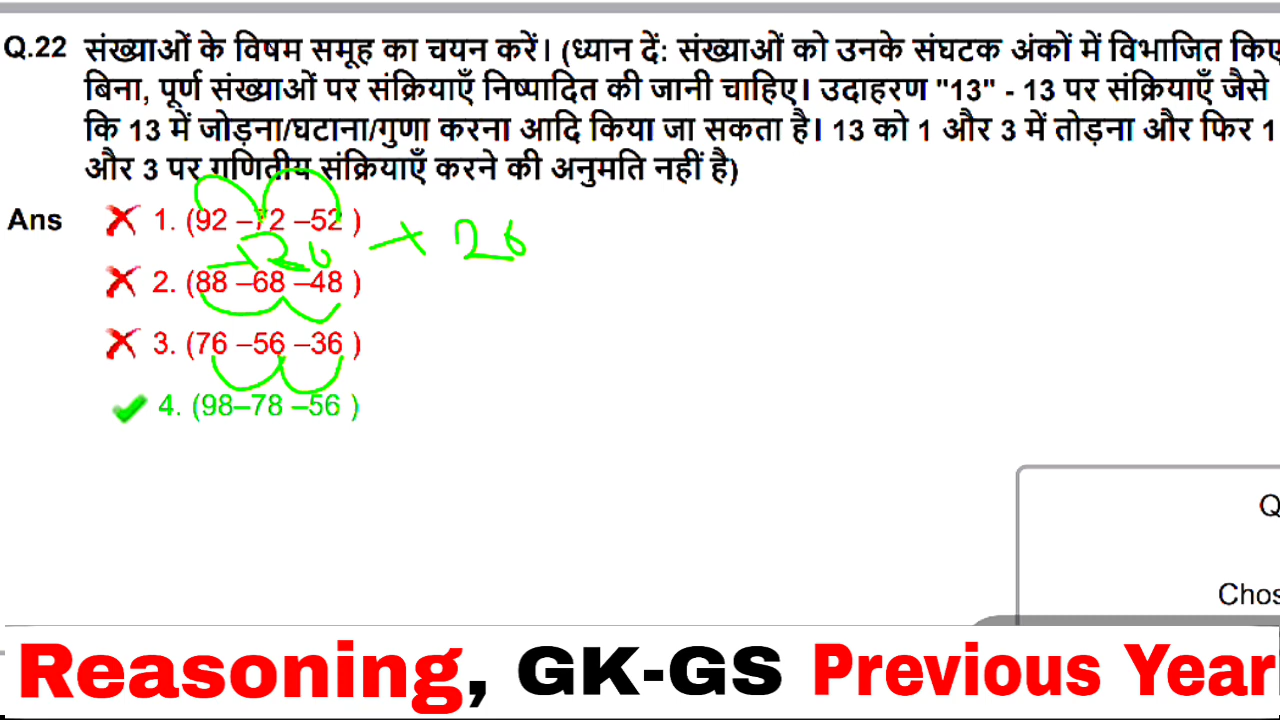 Q.22 संख्याओं के विषम समूह का चयन करें। (ध्यान दें: संख्याओं को उनके संघटक अंकों में विभाजित किए
बिना, पूर्ण संख्याओं पर संक्रियाएँ निष्पादित की जानी चाहिए। उदाहरण "13" - 13 पर संक्रियाएँ जैसे
कि 13 में जोड़ना/घटाना/गुणा करना आदि किया जा सकता है। 13 को 1 और 3 में तोड़ना और फिर 1
और 3 पर गणितीय संक्रियाएँ करने की अनुमति नहीं है)
Ans 1. (92 –72 –52 )
+20 + 20
2. (88 –68 –48 )
3. (76 –56 –36 )
4. (98–78 –56 )
Q
Chos
Reasoning, GK-GS Previous Year